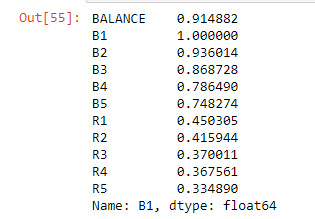 Out[55]: BALANCE    0.914882
B1         1.000000
B2         0.936014
B3         0.868728
B4         0.786490
B5         0.748274
R1         0.450305
R2         0.415944
R3         0.370011
R4         0.367561
R5         0.334890
Name: B1, dtype: float64